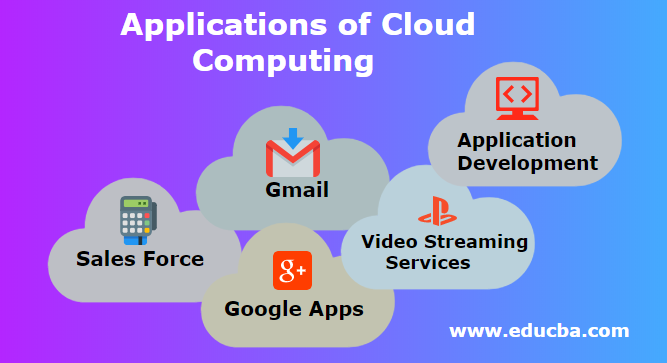 Applications of Cloud
Computing
Application
Development
Gmail
Video Streaming
Services
Sales Force
g+
Google Apps
www.educba.com